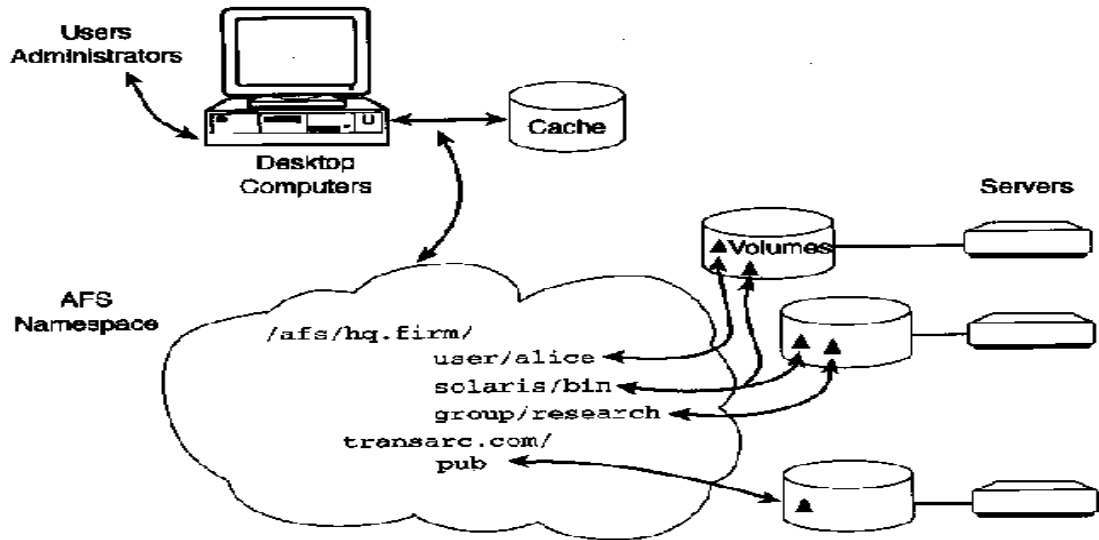 Users
Administrators
Cache
Desktop
Computers
Servers
Volumes
AFS
Namespace
/afs/hq.firm/
user/alice
solaris/bin
group/research
transarc.com/
pub